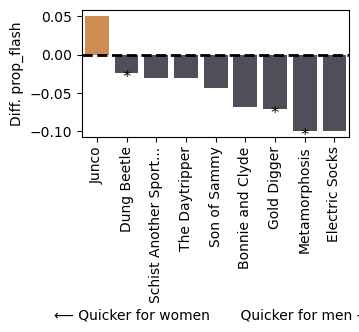 Diff. prop_flash
0.05
0.00
−0.05
−0.10
*
*
*
Junco
Dung Beetle
Schist Another Sport...
The Daytripper
Son of Sammy
Bonnie and Clyde
Gold Digger
Metamorphosis
Electric Socks
⟵ Quicker for women
Quicker for men